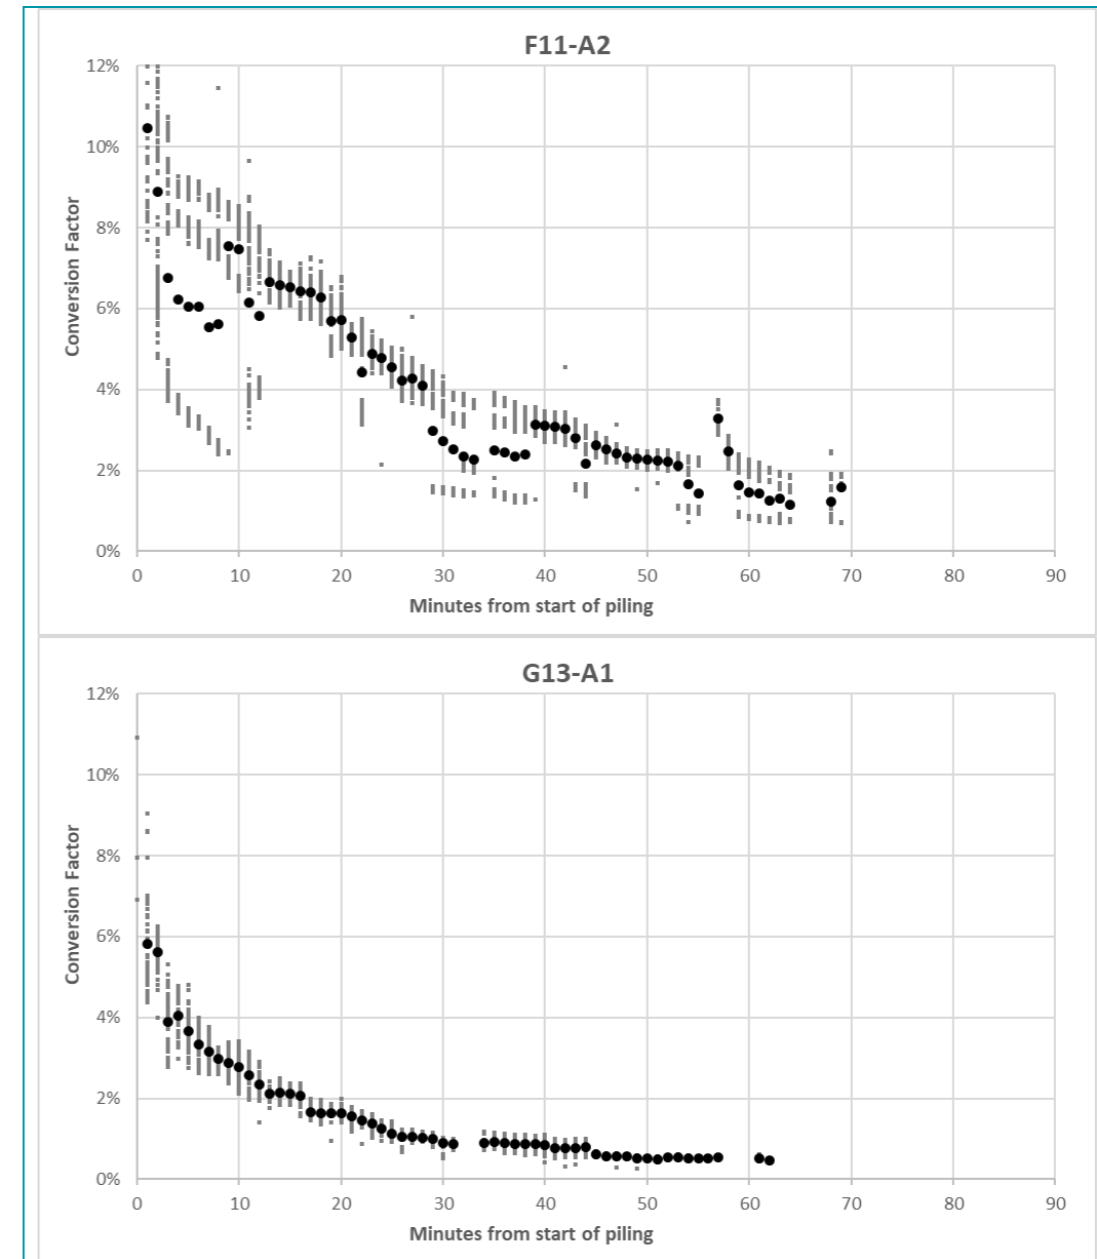 F11-A2
12%
10%
8%
6%
4%
2%
0%
Conversion Factor
0 10 20 30 40 50 60 70 80 90
Minutes from start of piling
G13-A1
12%
10%
8%
6%
4%
2%
0%
Conversion Factor
0 10 20 30 40 50 60 70 80 90
Minutes from start of piling